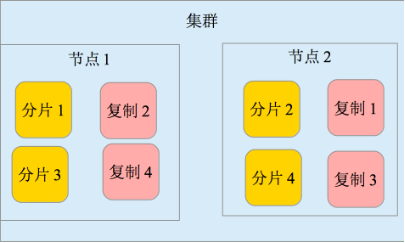 集群
节点 1
分片 1
复制 2
分片 3
复制 4
节点 2
分片 2
复制 1
分片 4
复制 3